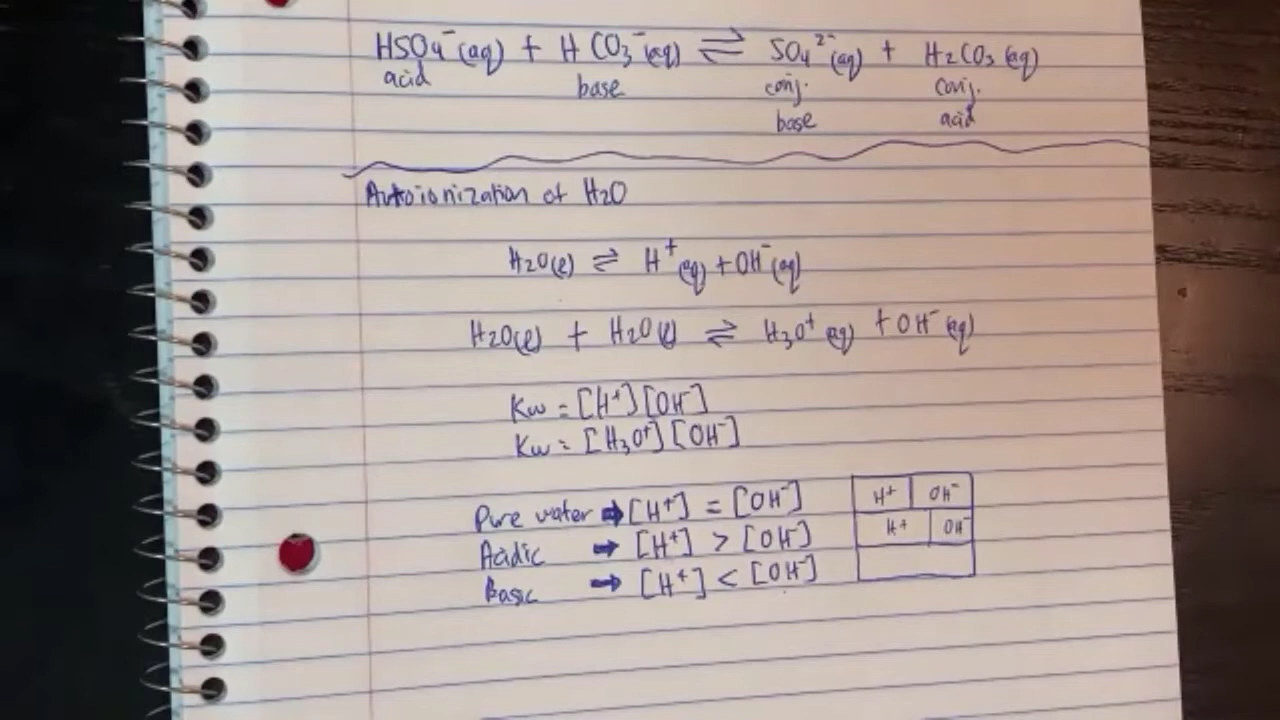 HSO₄⁻(aq) + HCO₃⁻(aq) ⇌ SO₄²⁻(aq) + H₂CO₃(aq)
acid base conj. conj.
base acid
Autoionization of H₂O
H₂O(l) ⇌ H⁺(aq) + OH⁻(aq)
H₂O(l) + H₂O(l) ⇌ H₃O⁺(aq) + OH⁻(aq)
Kw = [H⁺][OH⁻]
Kw = [H₃O⁺][OH⁻]
Pure water → [H⁺] = [OH⁻] H⁺ OH⁻
Acidic → [H⁺] > [OH⁻] H⁺ OH⁻
Basic → [H⁺] < [OH⁻]